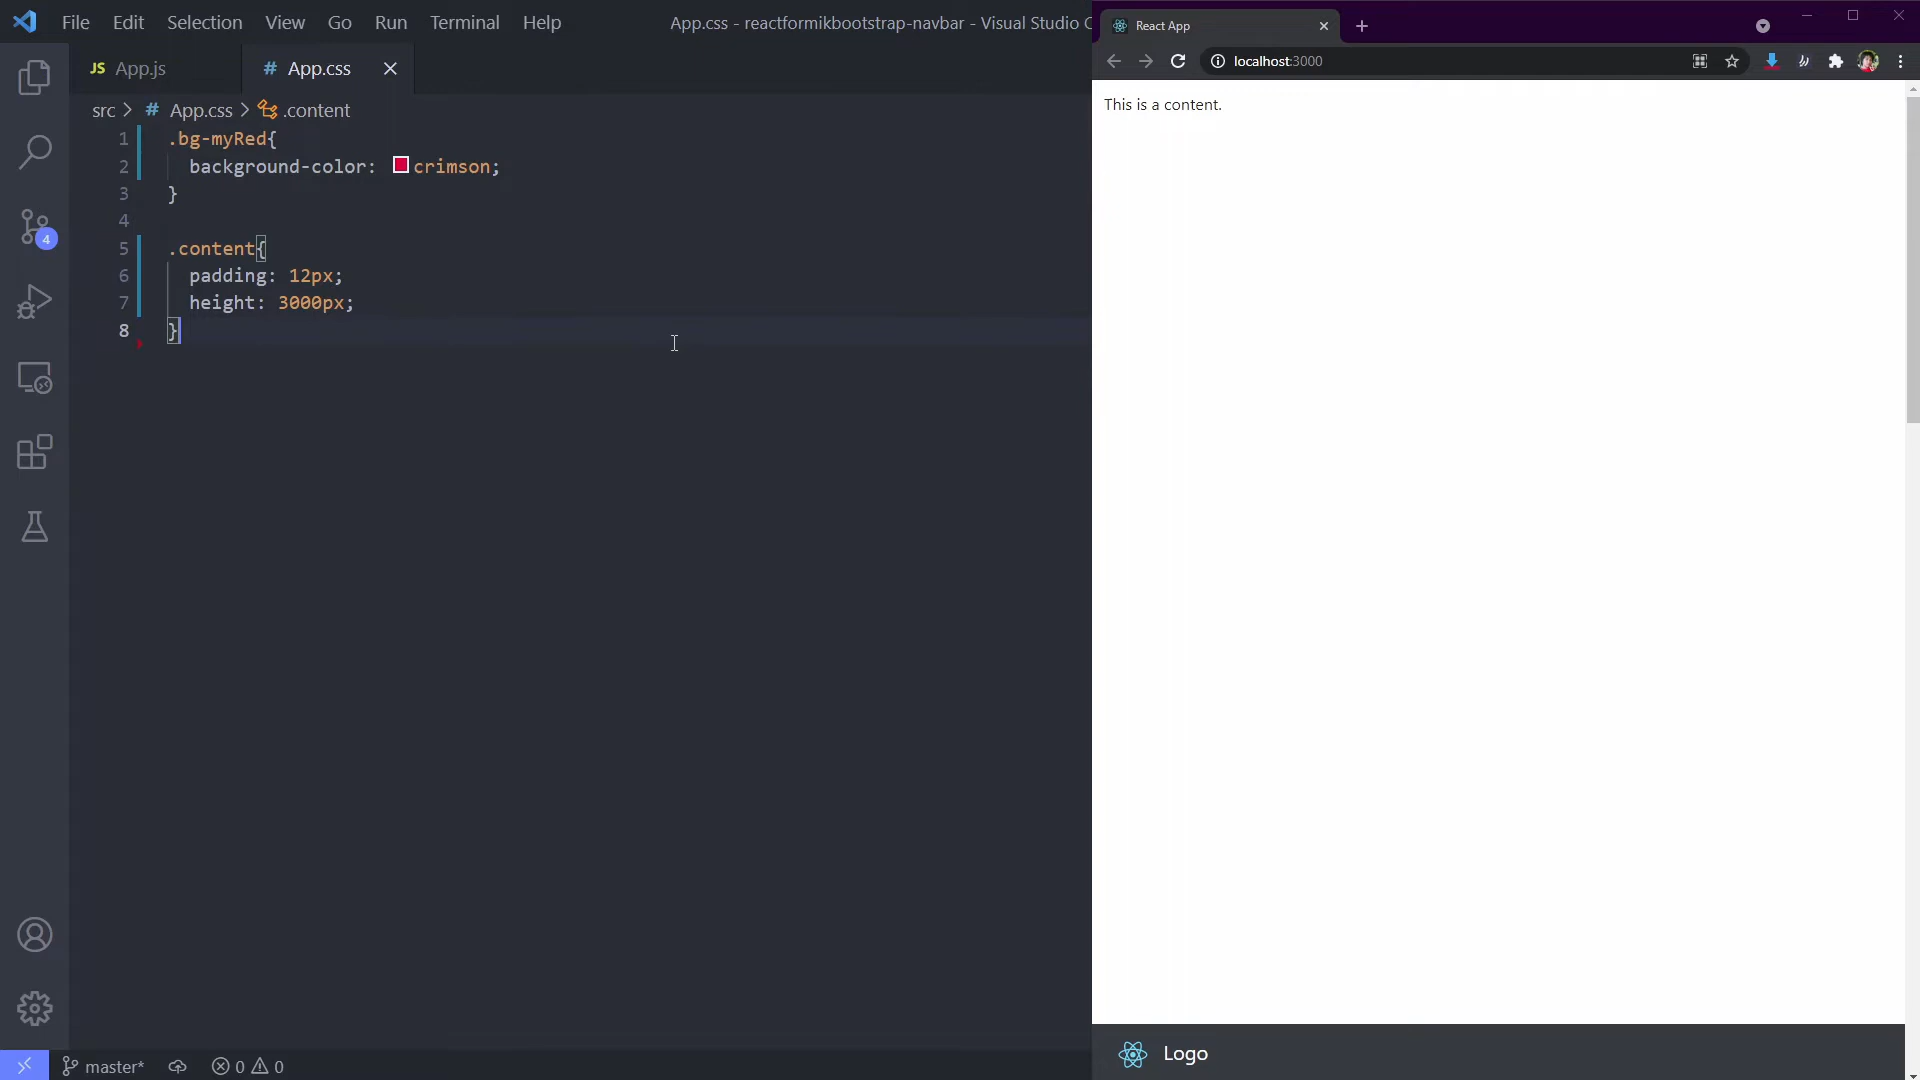 File Edit Selection View Go Run Terminal Help
App.css - reactformikbootstrap-navbar - Visual Studio C
JS App.js
# App.css
src > # App.css > .content
1 .bg-myRed{
2 background-color: crimson;
3 }
4
5 .content{
6 padding: 12px;
7 height: 3000px;
8 }
4
master*
0 0
React App
localhost:3000
This is a content.
Logo